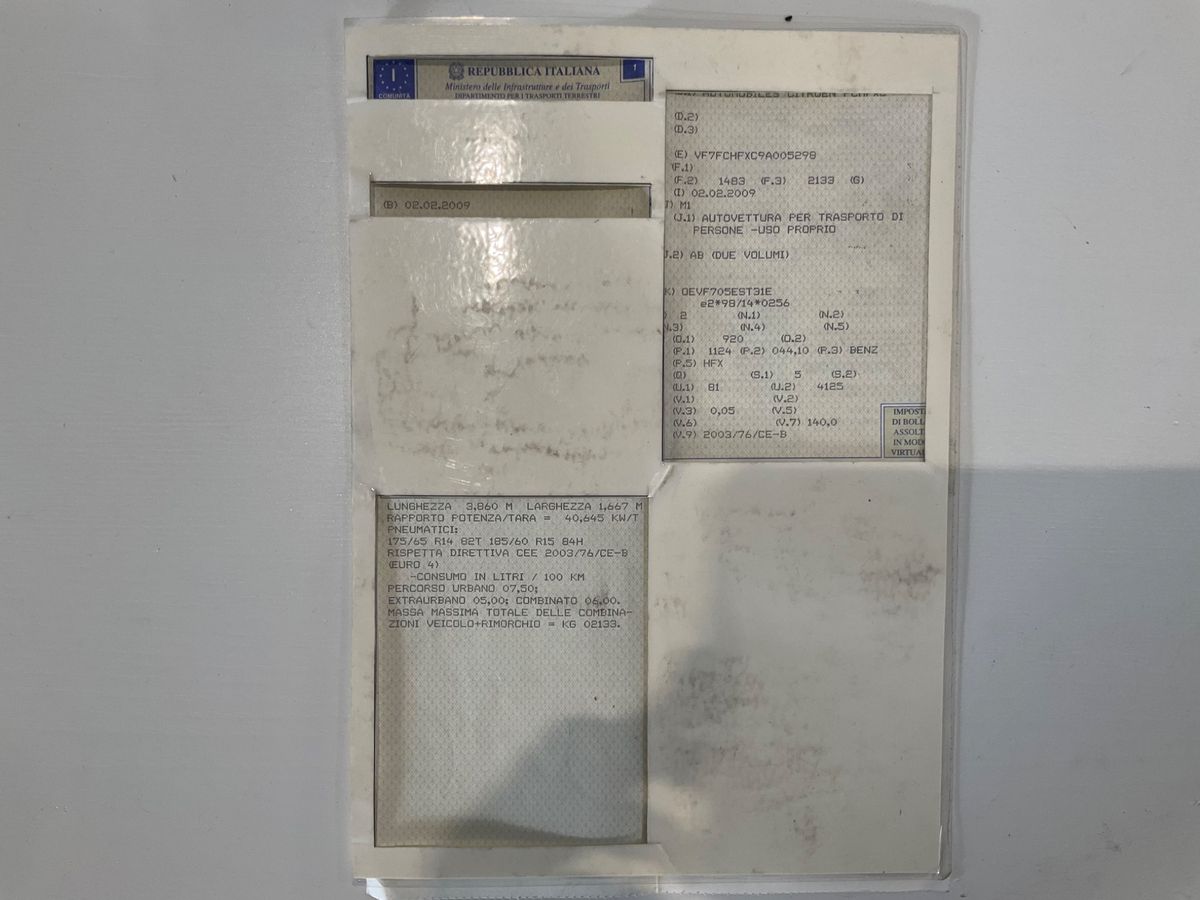 I
REPUBBLICA ITALIANA
1
Ministero delle Infrastrutture e dei Trasporti
COMUNITÀ
DIPARTIMENTO PER I TRASPORTI TERRESTRI
(B) 02.02.2009
LUNGHEZZA 3,860 M LARGHEZZA 1,667 M
RAPPORTO POTENZA/TARA = 40,645 KW/T
PNEUMATICI:
175/65 R14 82T 185/60 R15 84H
RISPETTA DIRETTIVA CEE 2003/76/CE-B
(EURO 4)
-CONSUMO IN LITRI / 100 KM
PERCORSO URBANO 07,50;
EXTRAURBANO 05,00; COMBINATO 06,00.
MASSA MASSIMA TOTALE DELLE COMBINA-
ZIONI VEICOLO+RIMORCHIO = KG 02133.
AUTOMOBILES CITROEN
(D.2)
(D.3)
(E) VF7FCHFXC9A005298
(F.1)
(F.2) 1483 (F.3) 2133 (G)
(I) 02.02.2009
J) M1
(J.1) AUTOVETTURA PER TRASPORTO DI
PERSONE -USO PROPRIO
J.2) AB (DUE VOLUMI)
K) OEVF705EST31E
e2*98/14*0256
) 2 (N.1) (N.2)
N.3) (N.4) (N.5)
(O.1) 920 (O.2)
(P.1) 1124 (P.2) 044,10 (P.3) BENZ
(P.5) HFX
(Q) (S.1) 5 (S.2)
(U.1) 81 (U.2) 4125
(V.1) (V.2)
(V.3) 0,05 (V.5)
(V.6) (V.7) 140,0
(V.9) 2003/76/CE-B
IMPOST
DI BOLL
ASSOLT
IN MOD
VIRTUAL